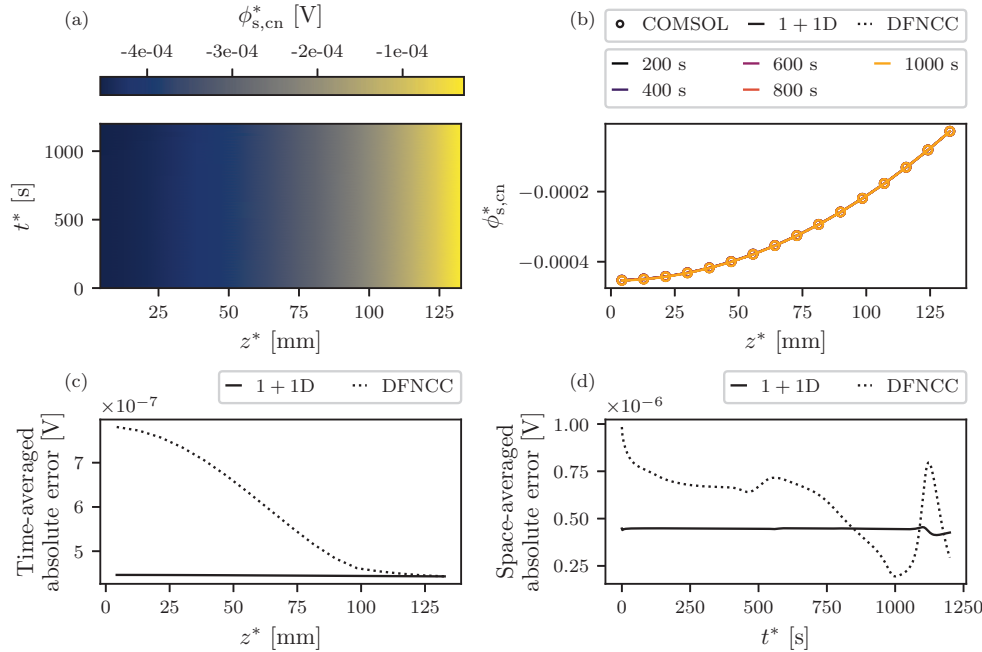 (a)
ϕ*s,cn [V]
-4e-04 -3e-04 -2e-04 -1e-04
1000
500
0
t* [s]
25 50 75 100 125
z* [mm]
(b)
COMSOL 1 + 1D DFNCC
200 s 600 s 1000 s
400 s 800 s
−0.0002
−0.0004
ϕ*s,cn
25 50 75 100 125
z* [mm]
(c)
1 + 1D DFNCC
×10−7
7
6
5
Time-averaged
absolute error [V]
0 25 50 75 100 125
z* [mm]
(d)
1 + 1D DFNCC
×10−6
1.00
0.75
0.50
0.25
Space-averaged
absolute error [V]
0 250 500 750 1000 1250
t* [s]